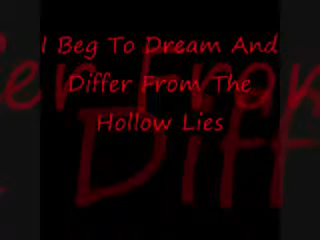 I Beg To Dream And
Differ From The
Hollow Lies